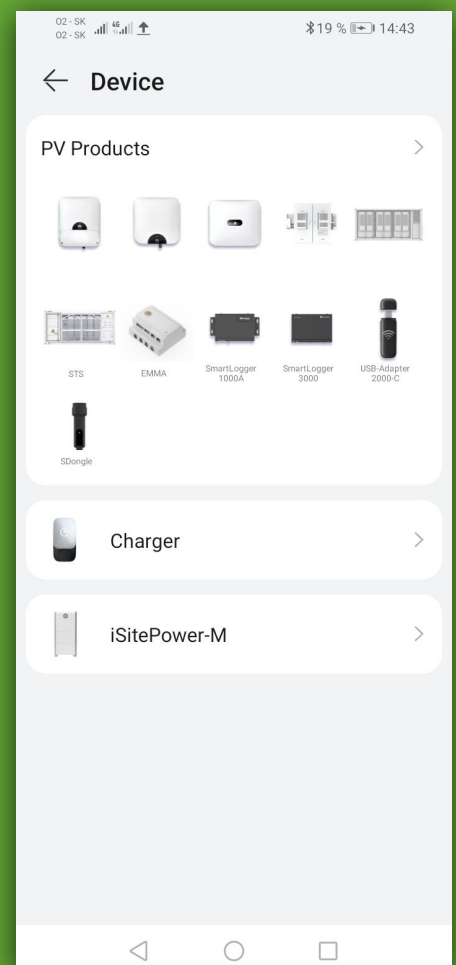 O2 - SK
O2 - SK
4G
19 %
14:43
Device
PV Products
STS
EMMA
SmartLogger
1000A
SmartLogger
3000
USB-Adapter
2000-C
SDongle
Charger
iSitePower-M